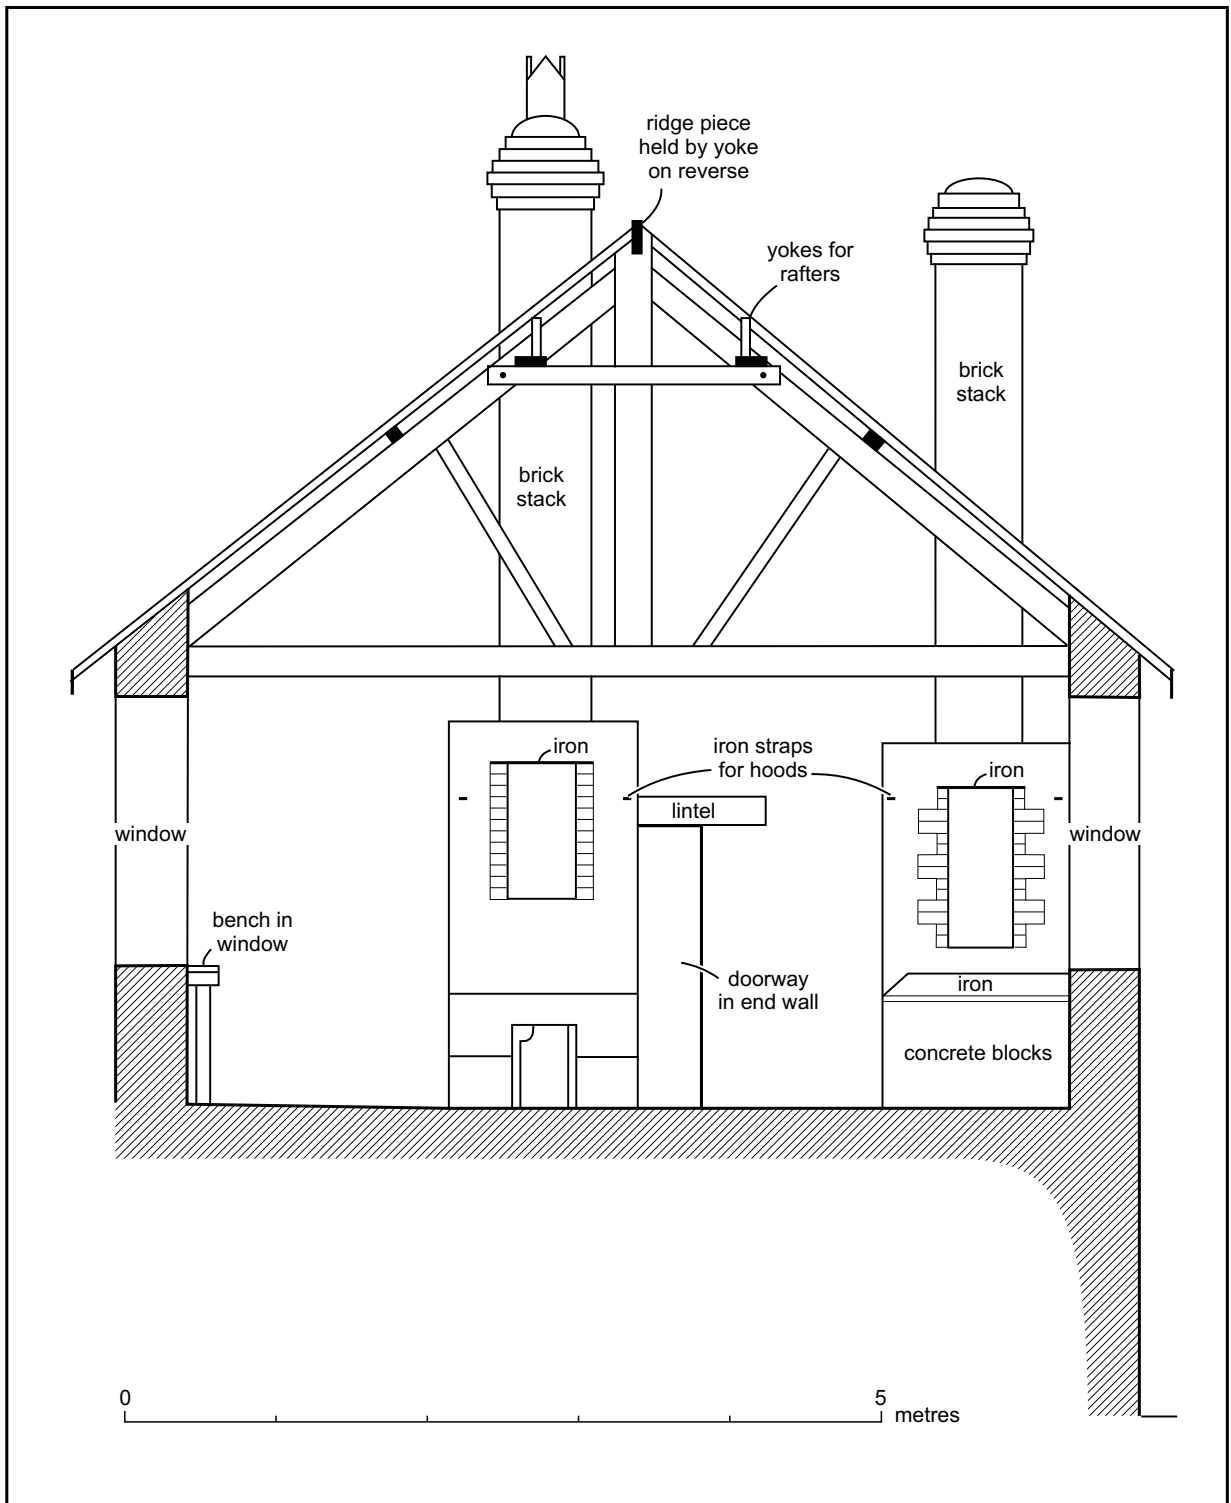 ridge piece
held by yoke
on reverse
yokes for
rafters
brick
stack
brick
stack
iron
iron straps
for hoods
iron
lintel
window
window
bench in
window
doorway
in end wall
iron
concrete blocks
0
5
metres